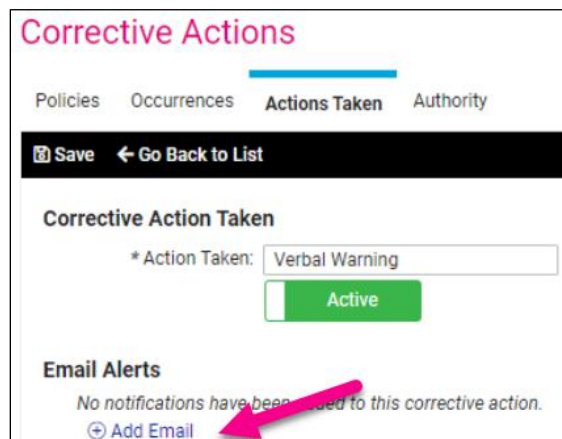 Corrective Actions
Policies Occurrences Actions Taken Authority
Save Go Back to List
Corrective Action Taken
* Action Taken: Verbal Warning
Active
Email Alerts
No notifications have been added to this corrective action.
Add Email